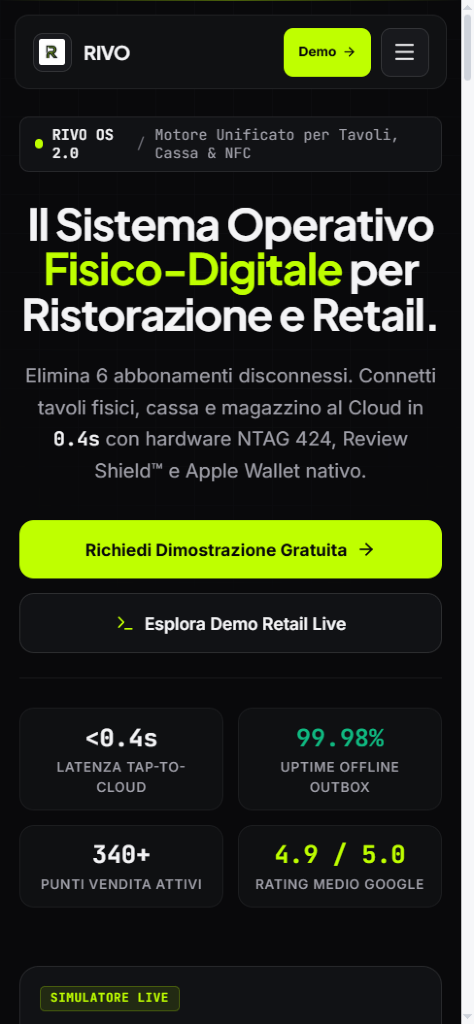 R RIVO
Demo →
RIVO OS
2.0
/
Motore Unificato per Tavoli,
Cassa & NFC
Il Sistema Operativo
Fisico-Digitale per
Ristorazione e Retail.
Elimina 6 abbonamenti disconnessi. Connetti
tavoli fisici, cassa e magazzino al Cloud in
0.4s con hardware NTAG 424, Review
Shield™ e Apple Wallet nativo.
Richiedi Dimostrazione Gratuita →
Esplora Demo Retail Live
<0.4s
LATENZA TAP-TO-
CLOUD
99.98%
UPTIME OFFLINE
OUTBOX
340+
PUNTI VENDITA ATTIVI
4.9 / 5.0
RATING MEDIO GOOGLE
SIMULATORE LIVE